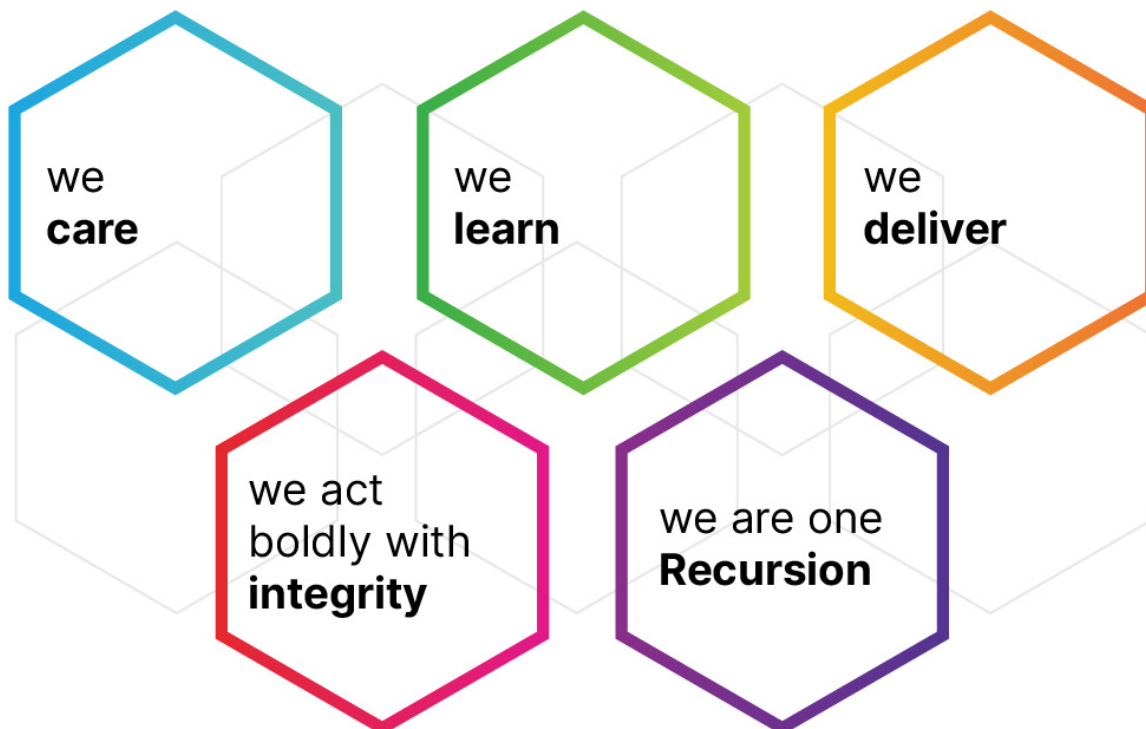 we
care
we
learn
we
deliver
we act
boldly with
integrity
we are one
Recursion